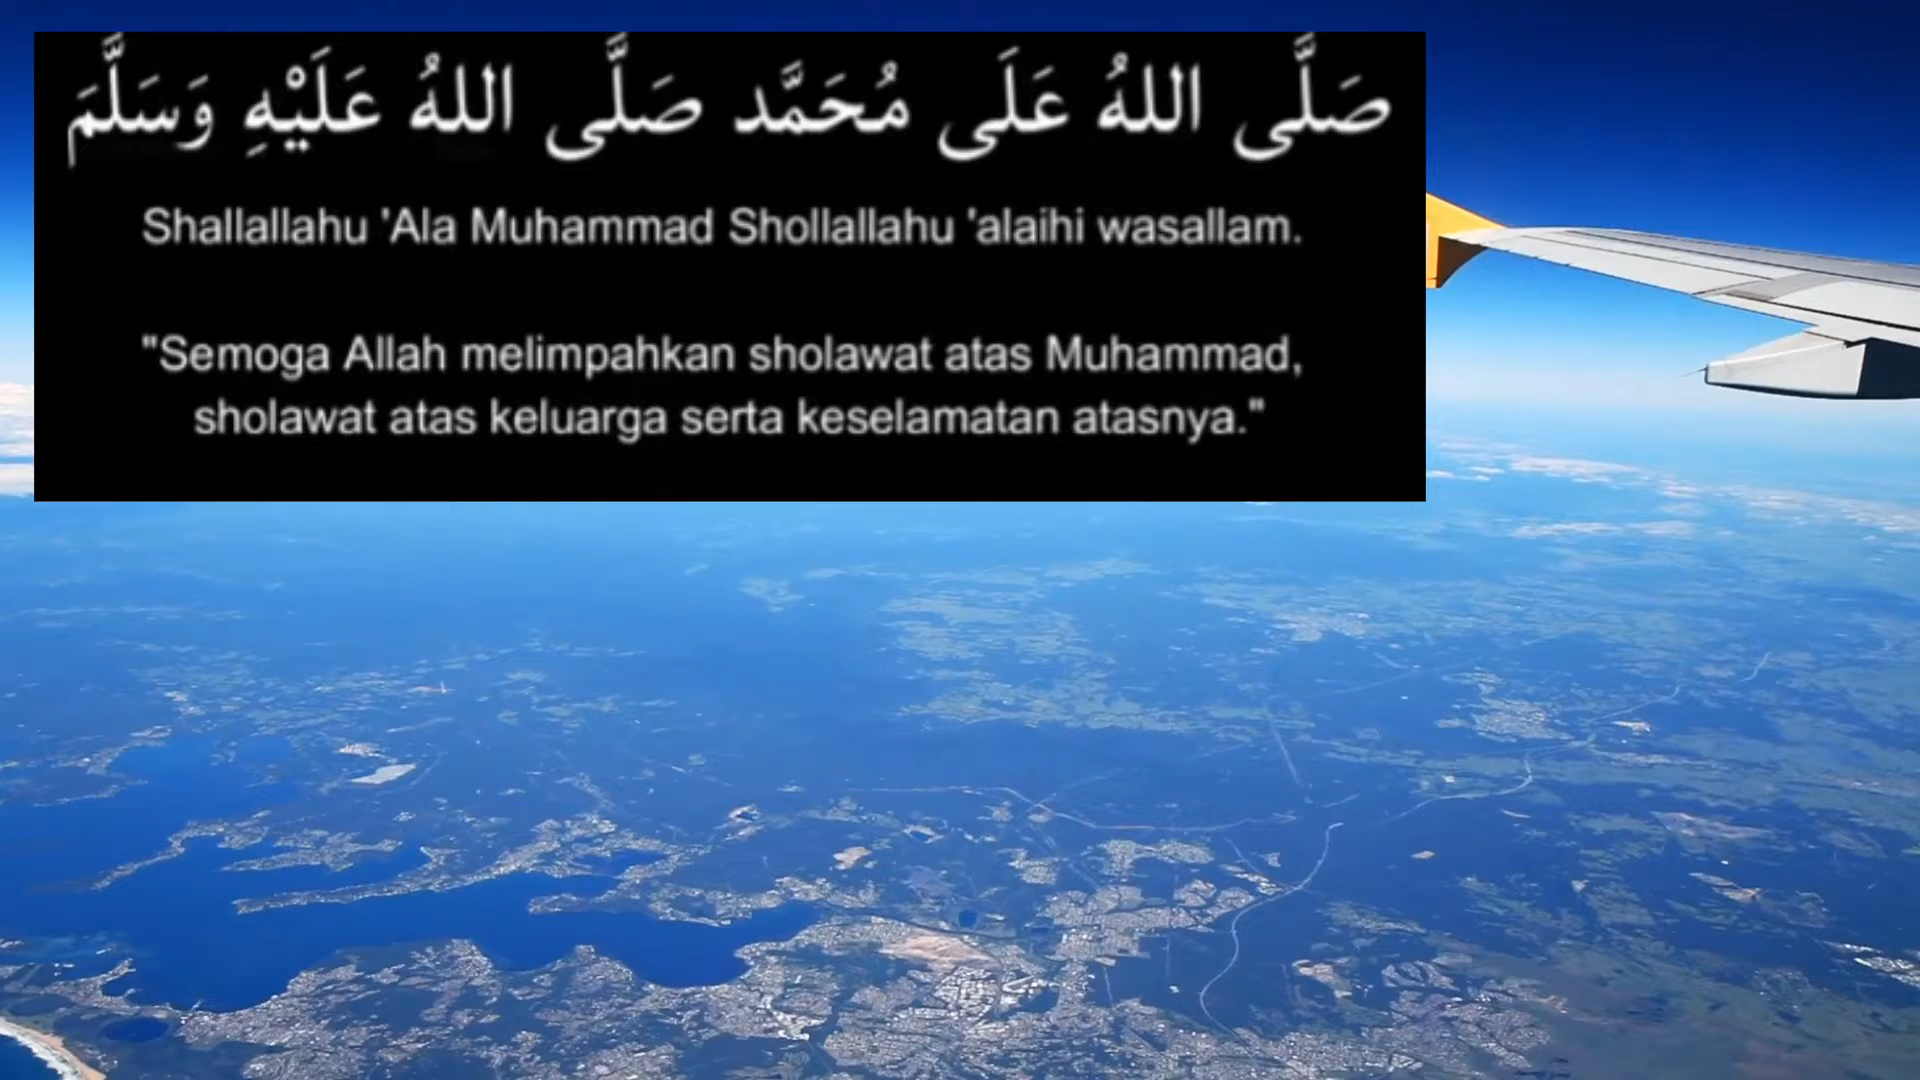 صَلَّى اللهُ عَلَى مُحَمَّد صَلَّى اللهُ عَلَيْهِ وَسَلَّمَ
Shallallahu 'Ala Muhammad Shollallahu 'alaihi wasallam.
"Semoga Allah melimpahkan sholawat atas Muhammad,
sholawat atas keluarga serta keselamatan atasnya."